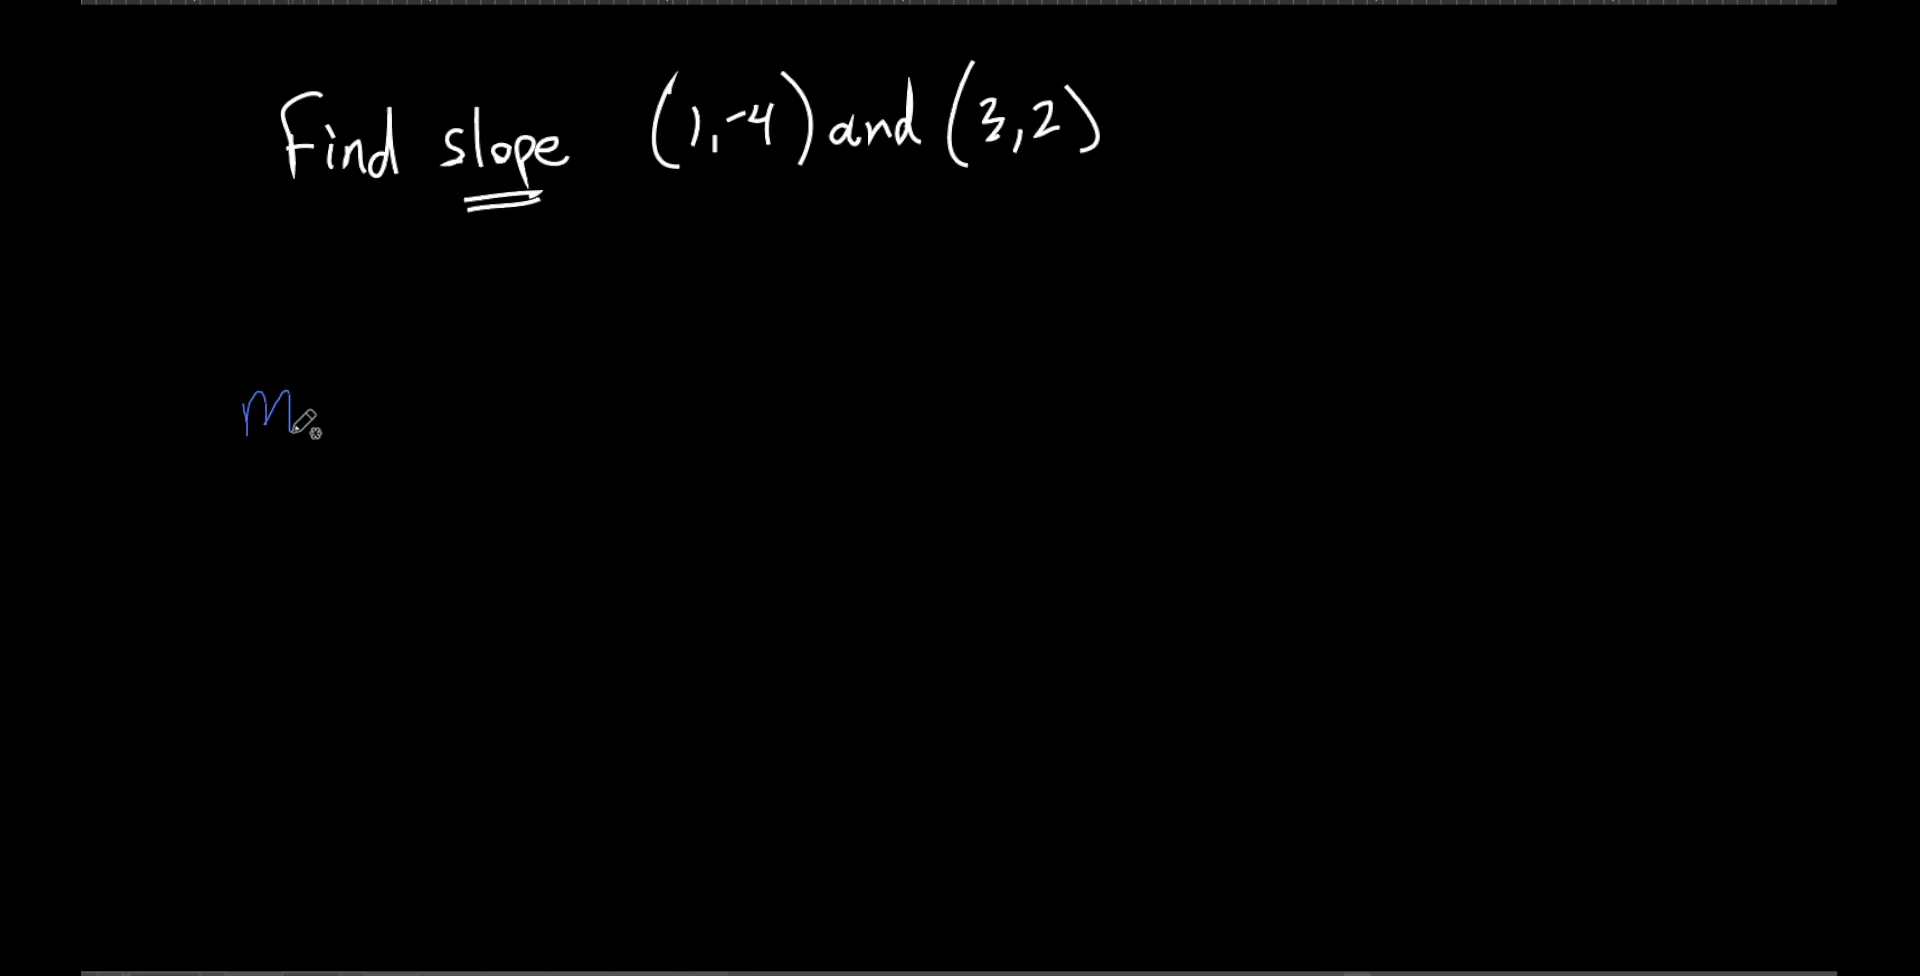 Find slope (1,-4) and (3,2)
m